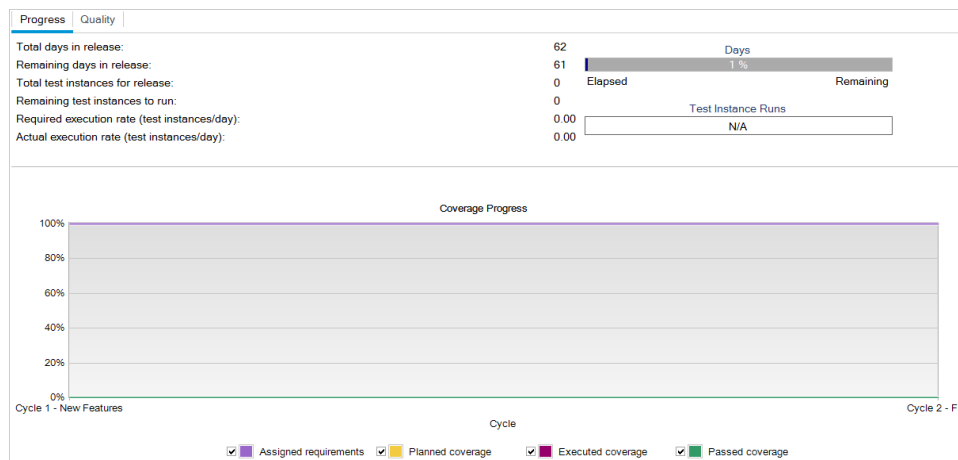 Progress Quality
Total days in release: 62
Remaining days in release: 61
Total test instances for release: 0
Remaining test instances to run: 0
Required execution rate (test instances/day): 0.00
Actual execution rate (test instances/day): 0.00
Days
1 %
Elapsed Remaining
Test Instance Runs
N/A
Coverage Progress
100%
80%
60%
40%
20%
0%
Cycle 1 - New Features Cycle 2 - F
Cycle
Assigned requirements Planned coverage Executed coverage Passed coverage